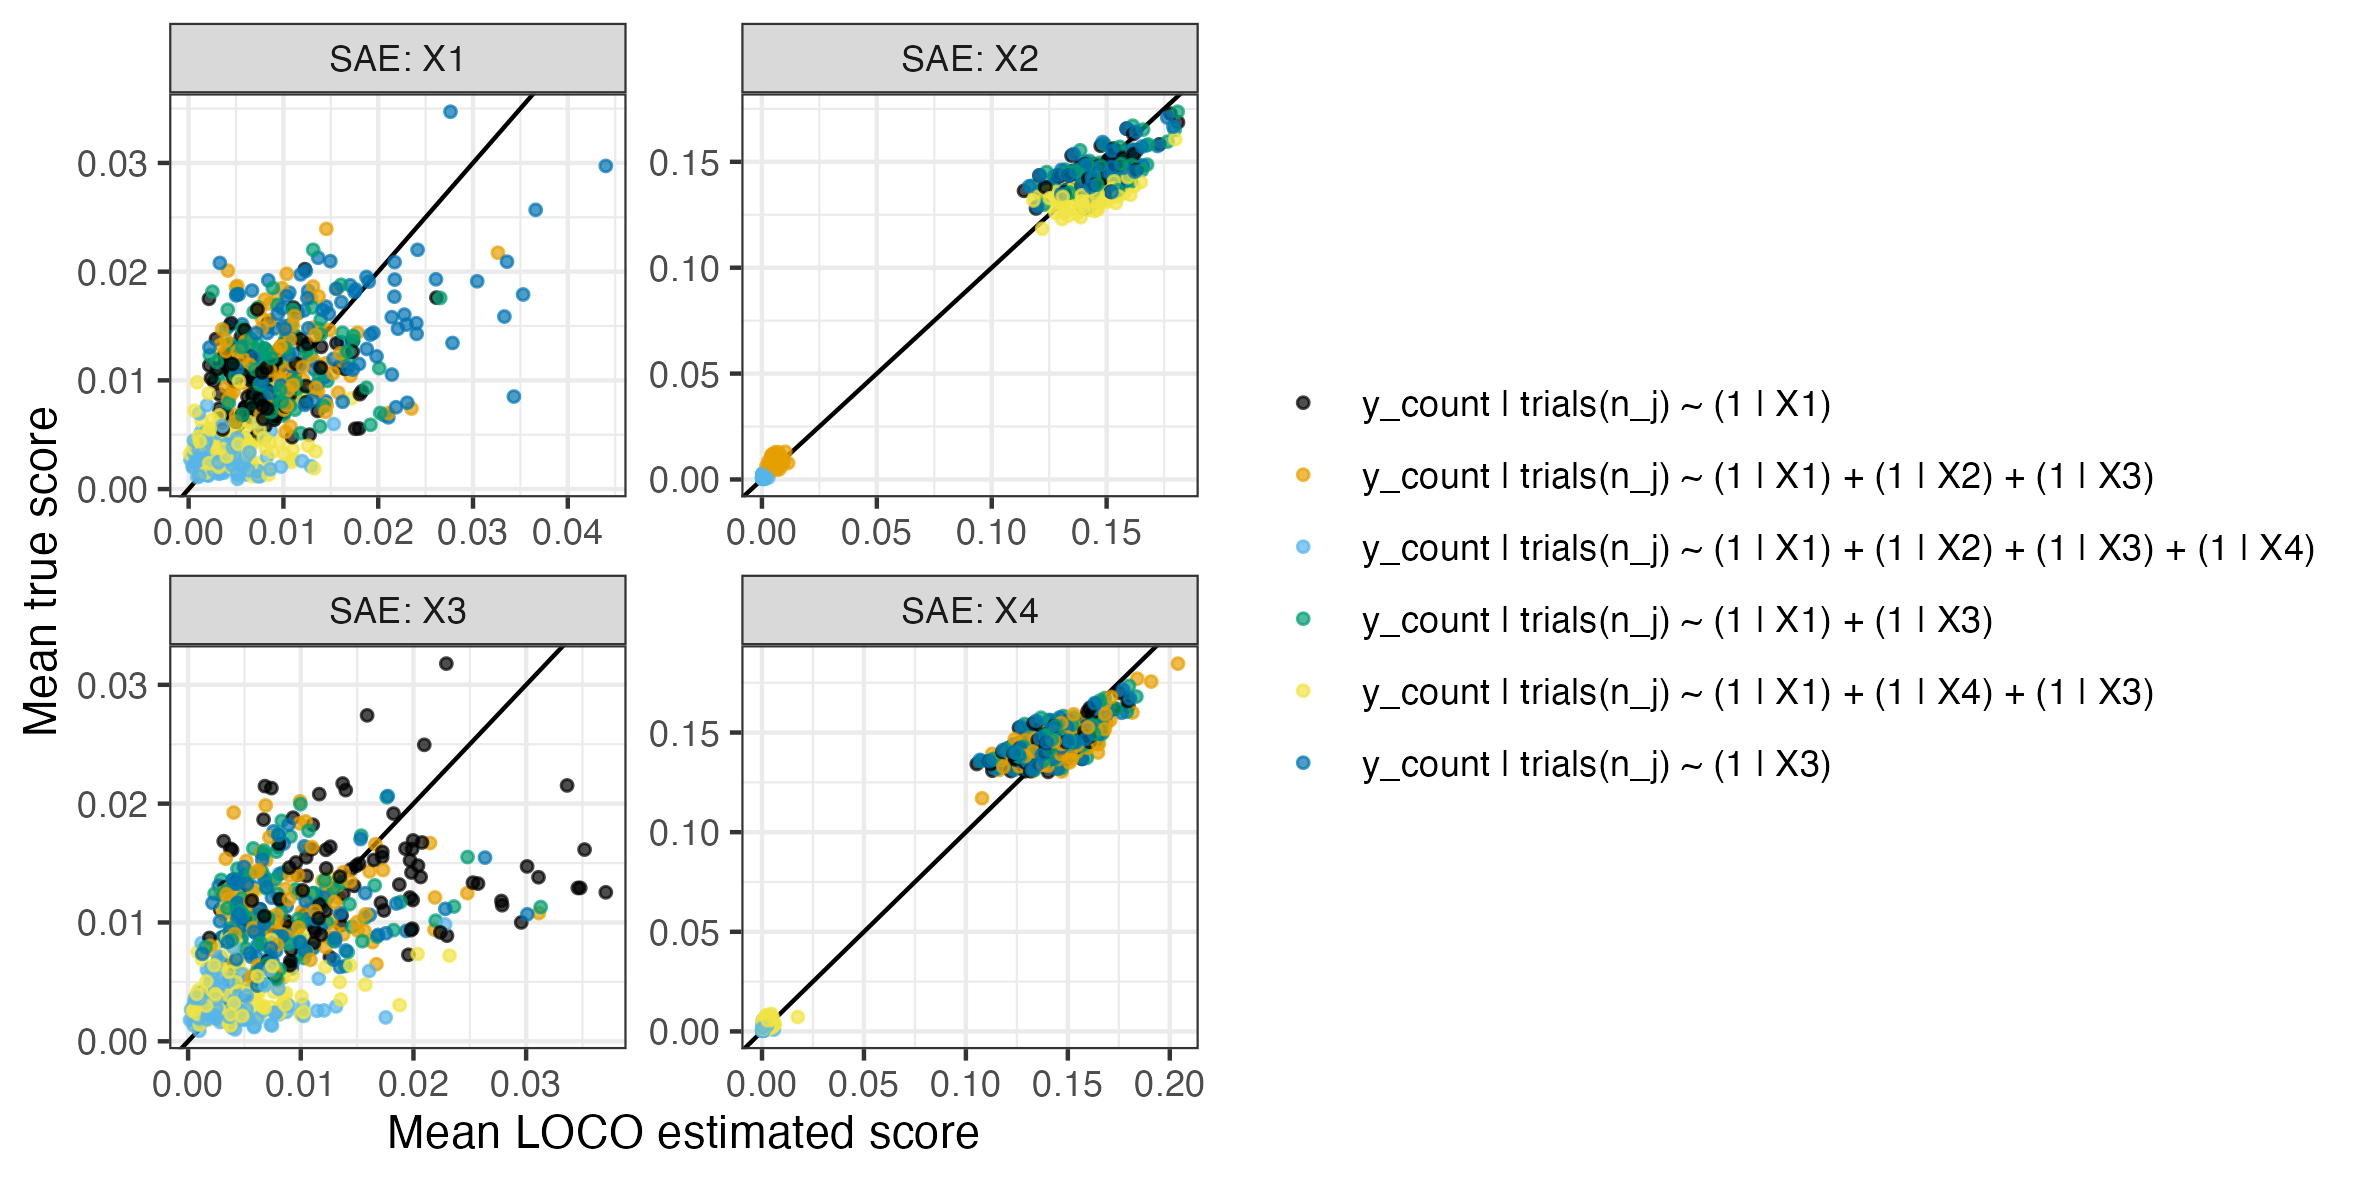 SAE: X1
SAE: X2
0.03
0.02
0.01
0.00
0.15
0.10
0.05
0.00
0.00 0.01 0.02 0.03 0.04
0.00 0.05 0.10 0.15
SAE: X3
SAE: X4
0.03
0.02
0.01
0.00
0.15
0.10
0.05
0.00
0.00 0.01 0.02 0.03
0.00 0.05 0.10 0.15 0.20
Mean true score
Mean LOCO estimated score
y_count | trials(n_j) ~ (1 | X1)
y_count | trials(n_j) ~ (1 | X1) + (1 | X2) + (1 | X3)
y_count | trials(n_j) ~ (1 | X1) + (1 | X2) + (1 | X3) + (1 | X4)
y_count | trials(n_j) ~ (1 | X1) + (1 | X3)
y_count | trials(n_j) ~ (1 | X1) + (1 | X4) + (1 | X3)
y_count | trials(n_j) ~ (1 | X3)